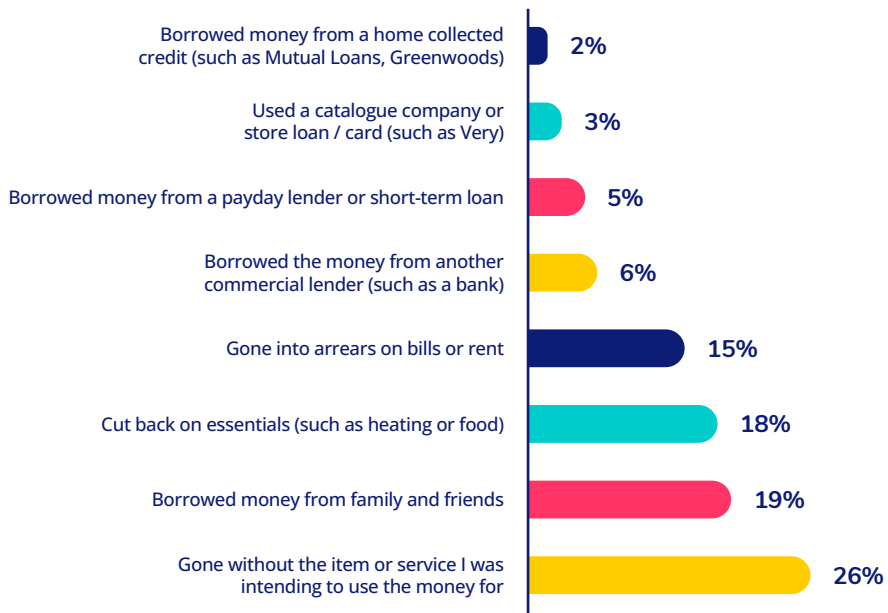 Borrowed money from a home collected
credit (such as Mutual Loans, Greenwoods)
2%
Used a catalogue company or
store loan / card (such as Very)
3%
Borrowed money from a payday lender or short-term loan
5%
Borrowed the money from another
commercial lender (such as a bank)
6%
Gone into arrears on bills or rent
15%
Cut back on essentials (such as heating or food)
18%
Borrowed money from family and friends
19%
Gone without the item or service I was
intending to use the money for
26%